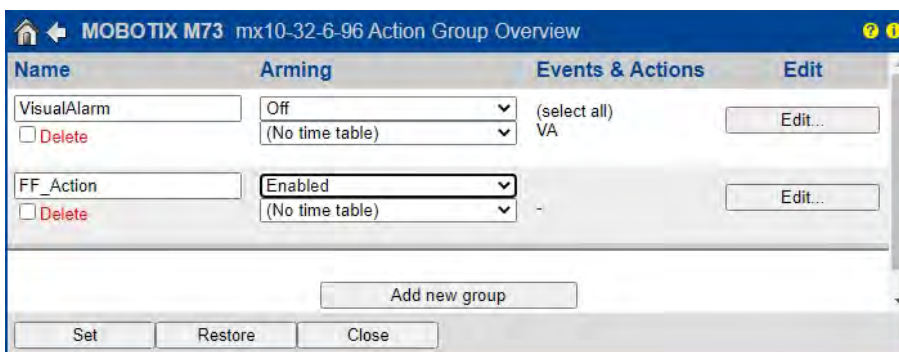 MOBOTIX M73 mx10-32-6-96 Action Group Overview ? i
Name Arming Events & Actions Edit
VisualAlarm Off (select all) Edit...
Delete (No time table) VA
FF_Action Enabled Edit...
Delete (No time table) -
Add new group
Set Restore Close